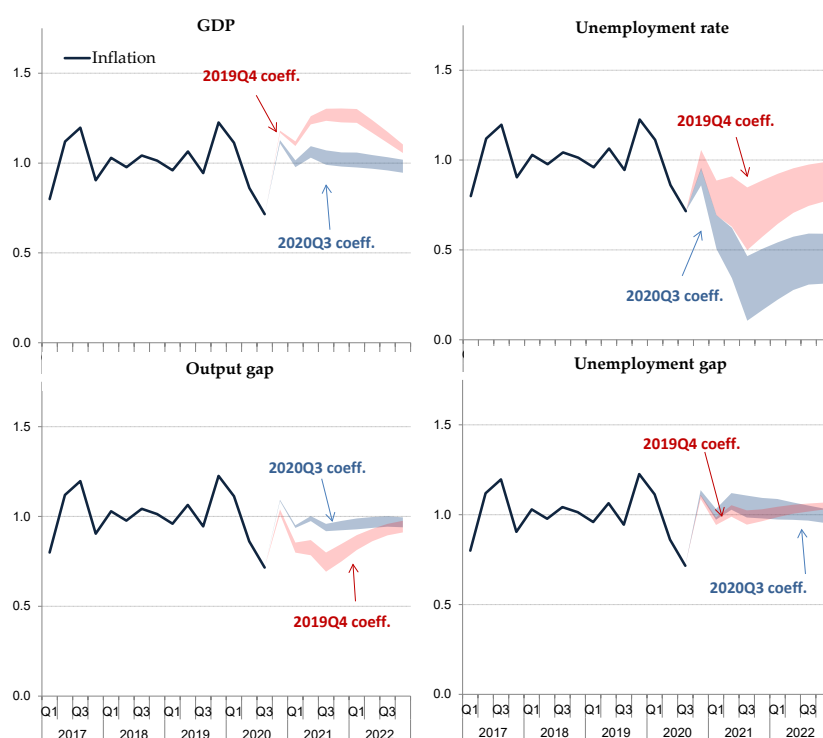 GDP
Inflation
2019Q4 coeff.
2020Q3 coeff.
1.5
1.0
0.5
0.0
Unemployment rate
2019Q4 coeff.
2020Q3 coeff.
1.5
1.0
0.5
0.0
Output gap
2020Q3 coeff.
2019Q4 coeff.
1.5
1.0
0.5
0.0
Q1 Q3 Q1 Q3 Q1 Q3 Q1 Q3 Q1 Q3 Q1 Q3
2017 2018 2019 2020 2021 2022
Unemployment gap
2019Q4 coeff.
2020Q3 coeff.
1.5
1.0
0.5
0.0
Q1 Q3 Q1 Q3 Q1 Q3 Q1 Q3 Q1 Q3 Q1 Q3
2017 2018 2019 2020 2021 2022